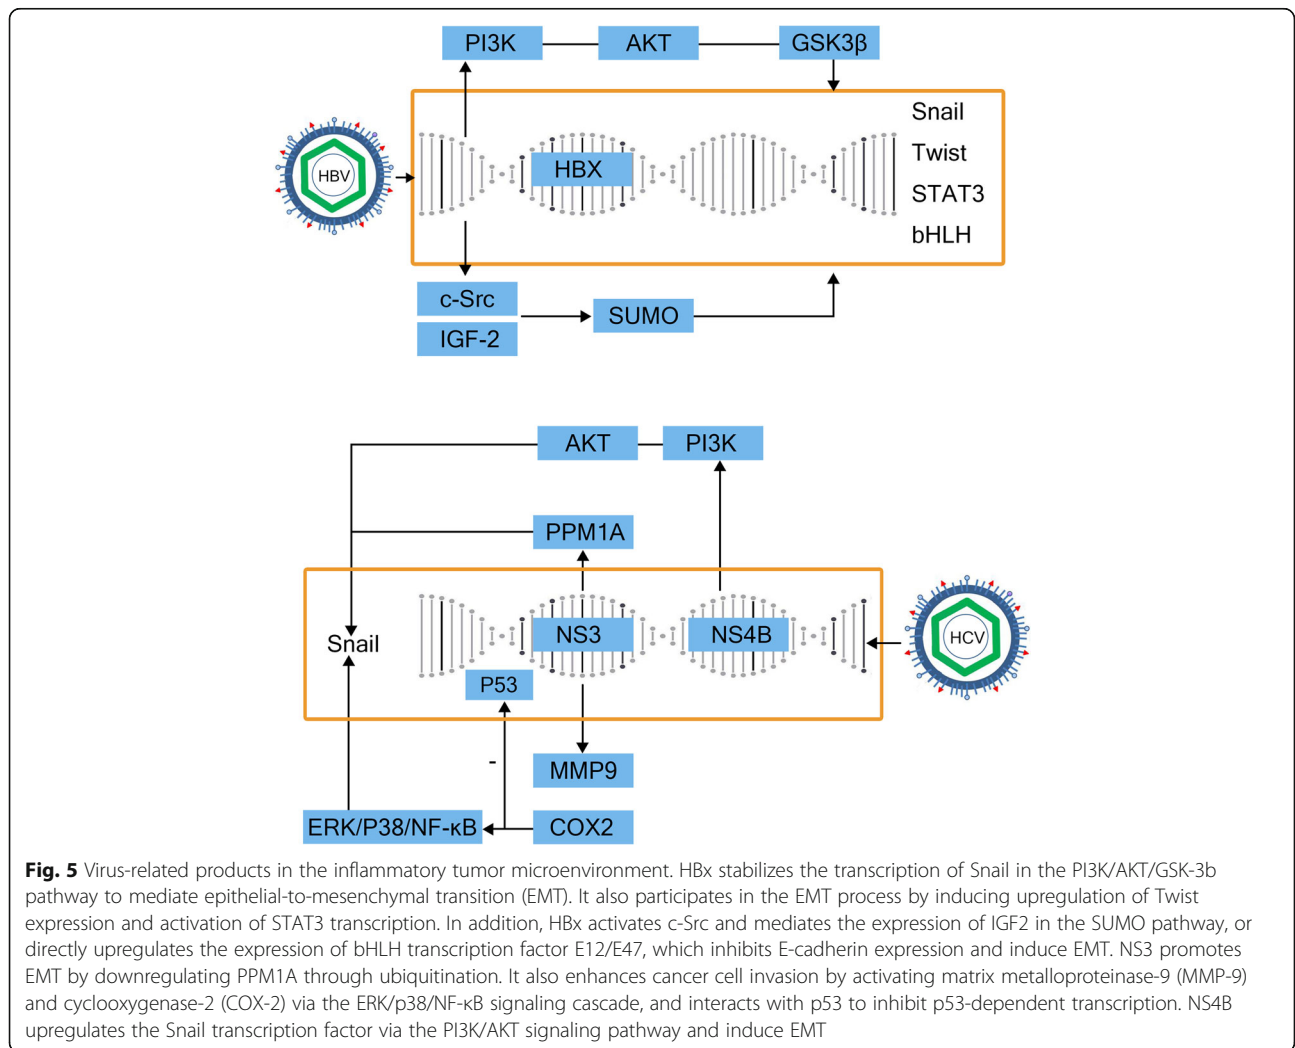 PI3K AKT GSK3β
Snail
HBV HBX Twist
STAT3
bHLH
c-Src
IGF-2 SUMO
AKT PI3K
PPM1A
Snail NS3 NS4B HCV
P53
-
MMP9
ERK/P38/NF-κB COX2
Fig. 5 Virus-related products in the inflammatory tumor microenvironment. HBx stabilizes the transcription of Snail in the PI3K/AKT/GSK-3b
pathway to mediate epithelial-to-mesenchymal transition (EMT). It also participates in the EMT process by inducing upregulation of Twist
expression and activation of STAT3 transcription. In addition, HBx activates c-Src and mediates the expression of IGF2 in the SUMO pathway, or
directly upregulates the expression of bHLH transcription factor E12/E47, which inhibits E-cadherin expression and induce EMT. NS3 promotes
EMT by downregulating PPM1A through ubiquitination. It also enhances cancer cell invasion by activating matrix metalloproteinase-9 (MMP-9)
and cyclooxygenase-2 (COX-2) via the ERK/p38/NF-κB signaling cascade, and interacts with p53 to inhibit p53-dependent transcription. NS4B
upregulates the Snail transcription factor via the PI3K/AKT signaling pathway and induce EMT